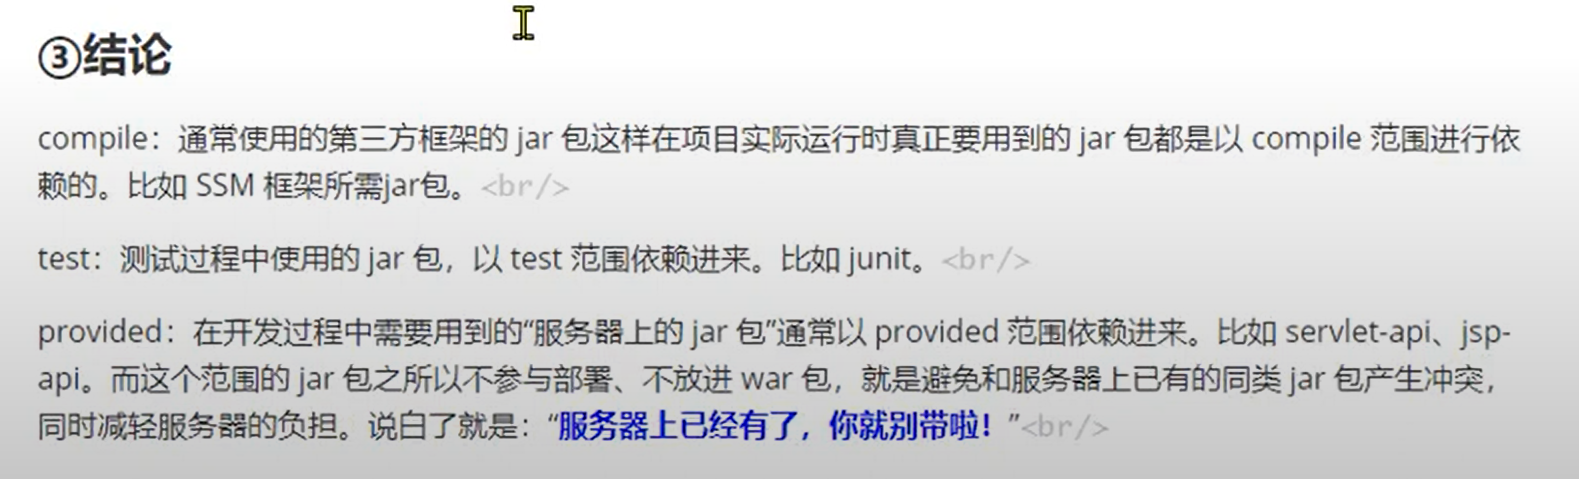 ③结论
compile：通常使用的第三方框架的 jar 包这样在项目实际运行时真正要用到的 jar 包都是以 compile 范围进行依
赖的。比如 SSM 框架所需jar包。<br/>
test：测试过程中使用的 jar 包，以 test 范围依赖进来。比如 junit。<br/>
provided：在开发过程中需要用到的“服务器上的 jar 包”通常以 provided 范围依赖进来。比如 servlet-api、jsp-
api。而这个范围的 jar 包之所以不参与部署、不放进 war 包，就是避免和服务器上已有的同类 jar 包产生冲突，
同时减轻服务器的负担。说白了就是：“服务器上已经有了，你就别带啦！”<br/>